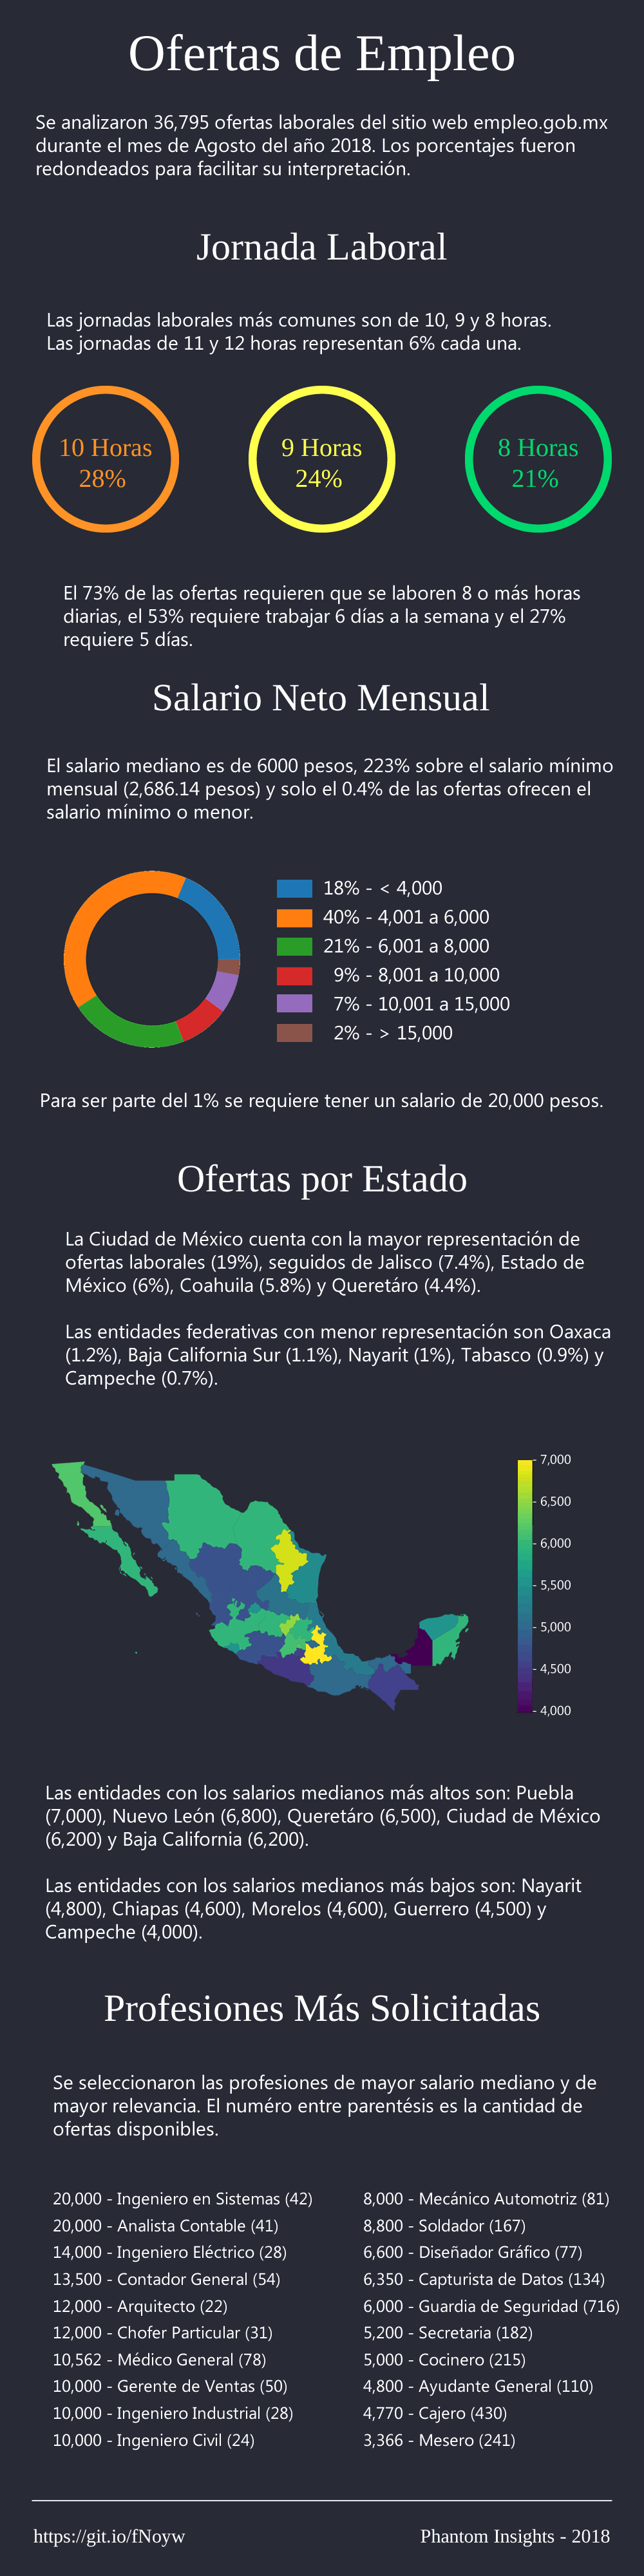 Ofertas de Empleo
Se analizaron 36,795 ofertas laborales del sitio web empleo.gob.mx
durante el mes de Agosto del año 2018. Los porcentajes fueron
redondeados para facilitar su interpretación.
Jornada Laboral
Las jornadas laborales más comunes son de 10, 9 y 8 horas.
Las jornadas de 11 y 12 horas representan 6% cada una.
10 Horas
28%
9 Horas
24%
8 Horas
21%
El 73% de las ofertas requieren que se laboren 8 o más horas
diarias, el 53% requiere trabajar 6 días a la semana y el 27%
requiere 5 días.
Salario Neto Mensual
El salario mediano es de 6000 pesos, 223% sobre el salario mínimo
mensual (2,686.14 pesos) y solo el 0.4% de las ofertas ofrecen el
salario mínimo o menor.
18% - < 4,000
40% - 4,001 a 6,000
21% - 6,001 a 8,000
9% - 8,001 a 10,000
7% - 10,001 a 15,000
2% - > 15,000
Para ser parte del 1% se requiere tener un salario de 20,000 pesos.
Ofertas por Estado
La Ciudad de México cuenta con la mayor representación de
ofertas laborales (19%), seguidos de Jalisco (7.4%), Estado de
México (6%), Coahuila (5.8%) y Queretáro (4.4%).
Las entidades federativas con menor representación son Oaxaca
(1.2%), Baja California Sur (1.1%), Nayarit (1%), Tabasco (0.9%) y
Campeche (0.7%).
- 7,000
- 6,500
- 6,000
- 5,500
- 5,000
- 4,500
- 4,000
Las entidades con los salarios medianos más altos son: Puebla
(7,000), Nuevo León (6,800), Queretáro (6,500), Ciudad de México
(6,200) y Baja California (6,200).
Las entidades con los salarios medianos más bajos son: Nayarit
(4,800), Chiapas (4,600), Morelos (4,600), Guerrero (4,500) y
Campeche (4,000).
Profesiones Más Solicitadas
Se seleccionaron las profesiones de mayor salario mediano y de
mayor relevancia. El numéro entre parentésis es la cantidad de
ofertas disponibles.
20,000 - Ingeniero en Sistemas (42)
20,000 - Analista Contable (41)
14,000 - Ingeniero Eléctrico (28)
13,500 - Contador General (54)
12,000 - Arquitecto (22)
12,000 - Chofer Particular (31)
10,562 - Médico General (78)
10,000 - Gerente de Ventas (50)
10,000 - Ingeniero Industrial (28)
10,000 - Ingeniero Civil (24)
8,000 - Mecánico Automotriz (81)
8,800 - Soldador (167)
6,600 - Diseñador Gráfico (77)
6,350 - Capturista de Datos (134)
6,000 - Guardia de Seguridad (716)
5,200 - Secretaria (182)
5,000 - Cocinero (215)
4,800 - Ayudante General (110)
4,770 - Cajero (430)
3,366 - Mesero (241)
https://git.io/fNoyw
Phantom Insights - 2018